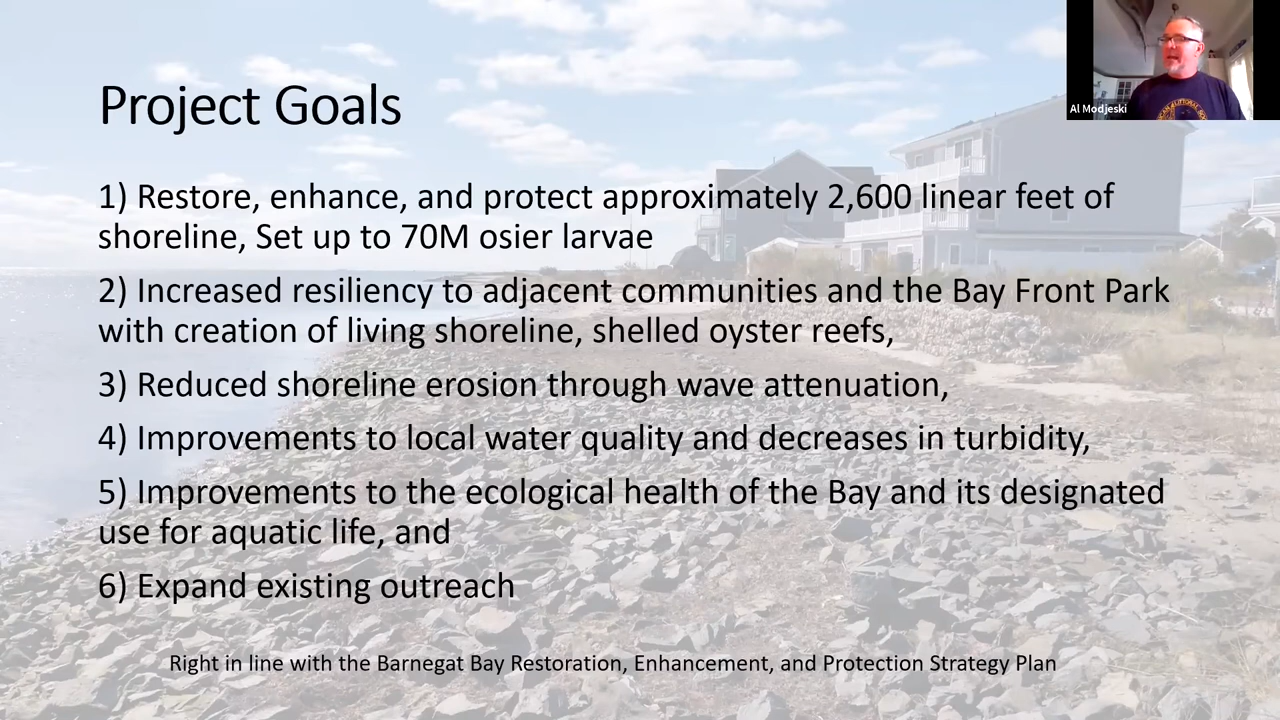 Al Modjeski
Project Goals
1) Restore, enhance, and protect approximately 2,600 linear feet of
shoreline, Set up to 70M osier larvae
2) Increased resiliency to adjacent communities and the Bay Front Park
with creation of living shoreline, shelled oyster reefs,
3) Reduced shoreline erosion through wave attenuation,
4) Improvements to local water quality and decreases in turbidity,
5) Improvements to the ecological health of the Bay and its designated
use for aquatic life, and
6) Expand existing outreach
Right in line with the Barnegat Bay Restoration, Enhancement, and Protection Strategy Plan